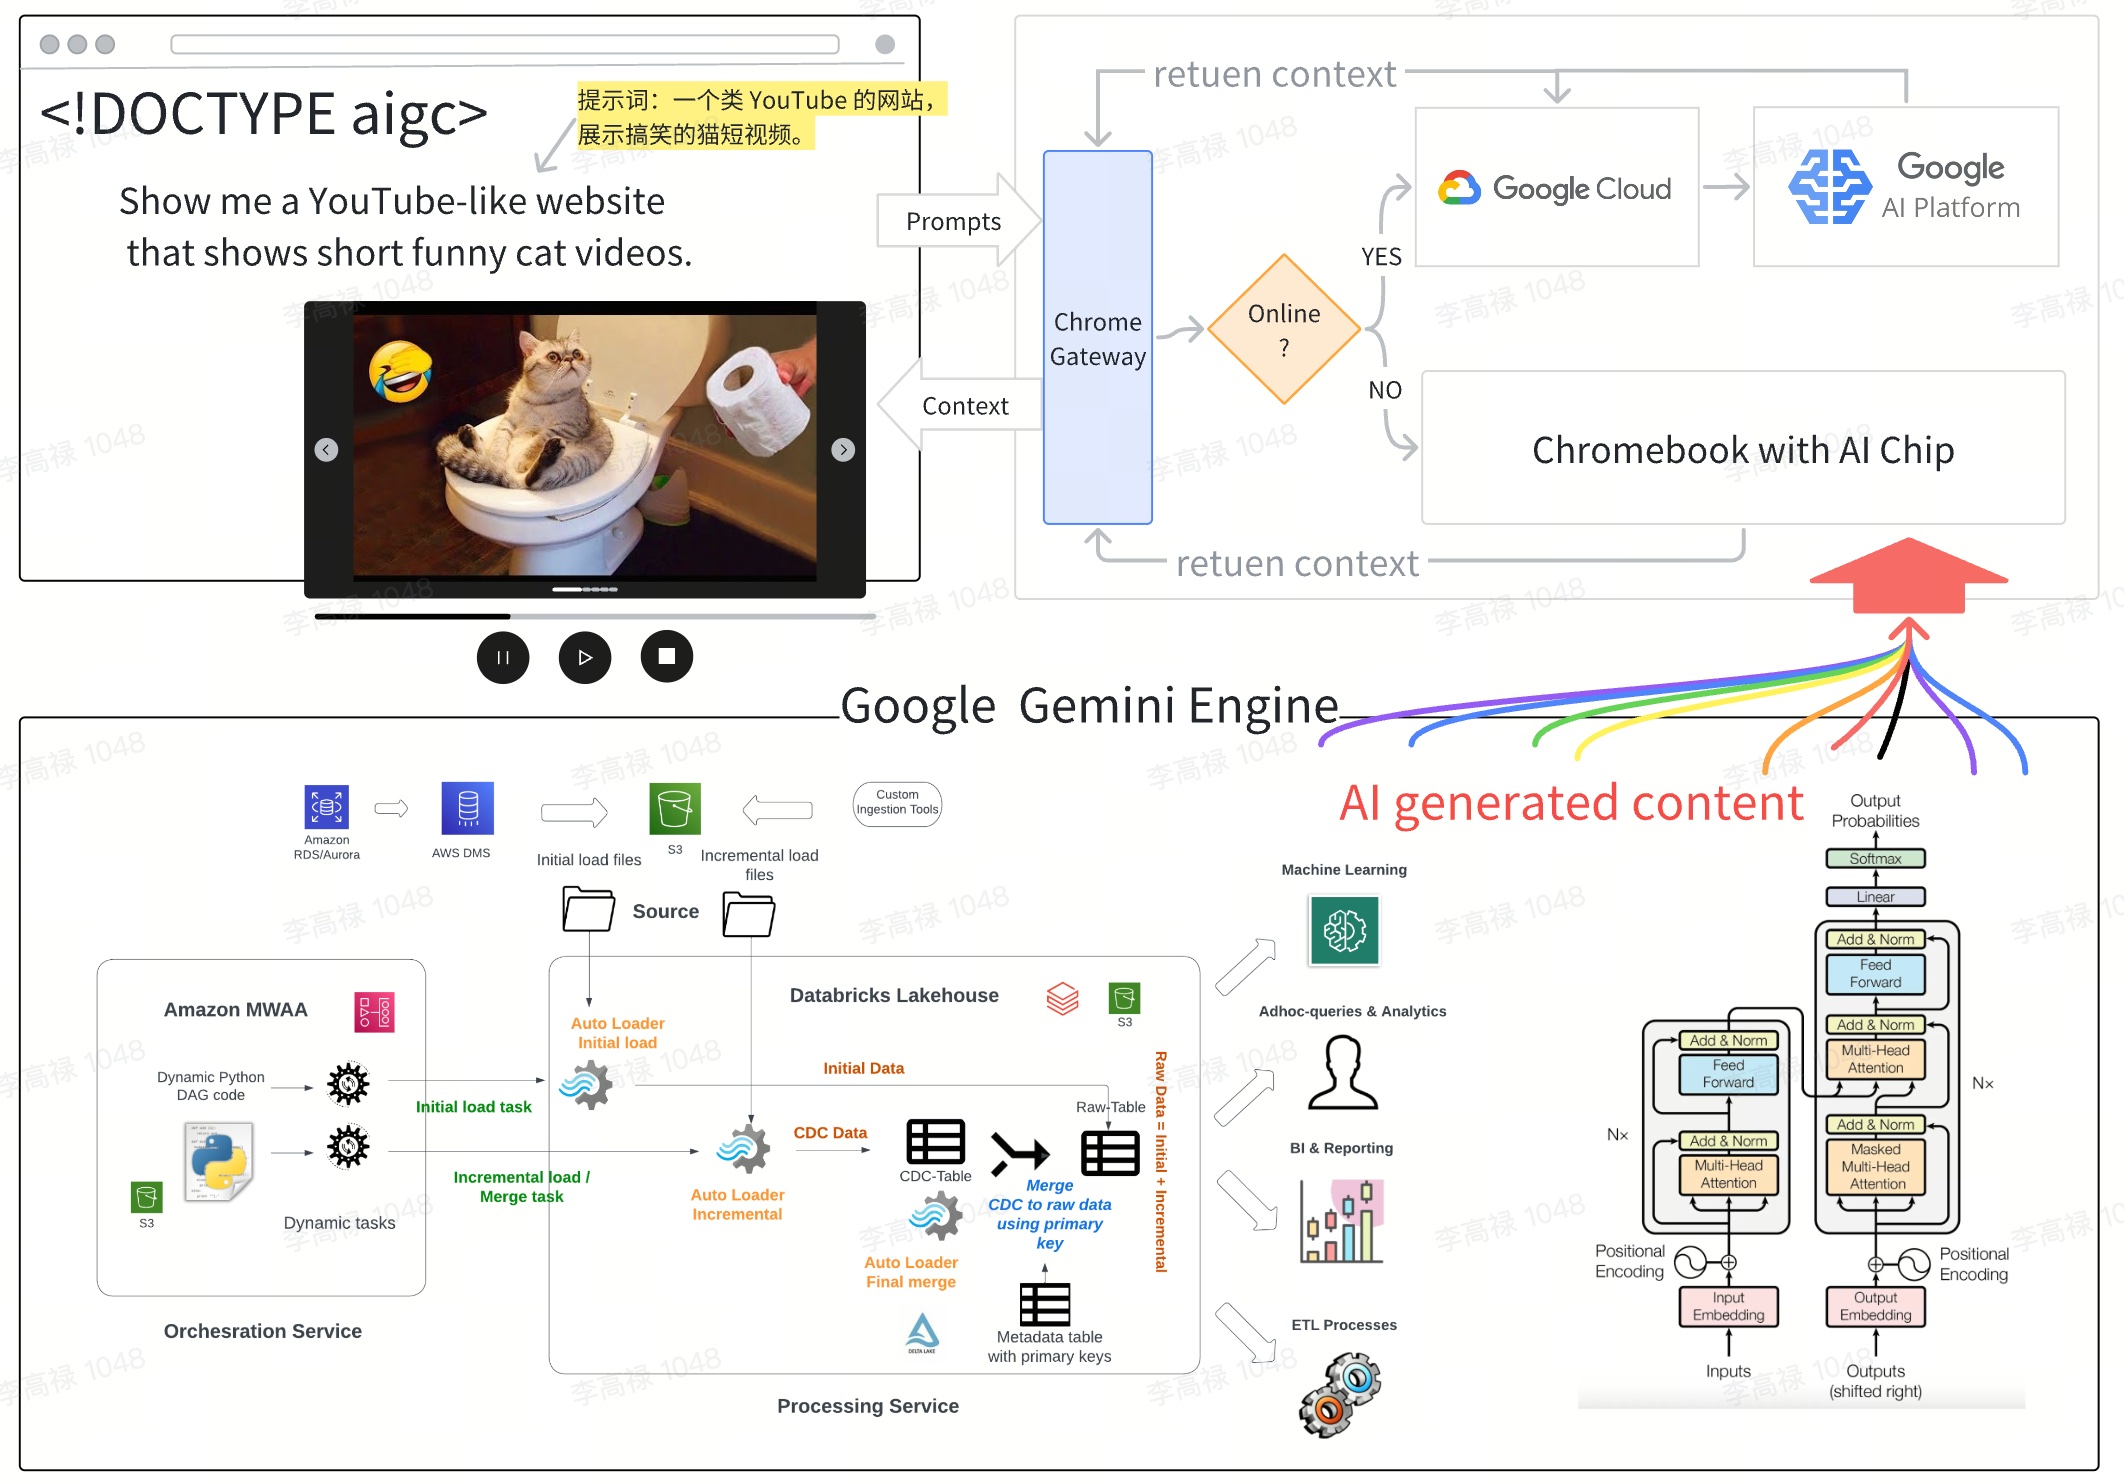 <!DOCTYPE aigc>
提示词：一个类 YouTube 的网站，
展示搞笑的猫短视频。
Show me a YouTube-like website
that shows short funny cat videos.
Prompts
Context
retuen context
Chrome
Gateway
Online
?
YES
NO
Google Cloud
Google
AI Platform
Chromebook with AI Chip
retuen context
Google Gemini Engine
AI generated content
Amazon
RDS/Aurora
AWS DMS
Initial load files
S3
Incremental load
files
Custom
Ingestion Tools
Source
Amazon MWAA
Dynamic Python
DAG code
S3
Dynamic tasks
Orchesration Service
Initial load task
Incremental load /
Merge task
Databricks Lakehouse
S3
Auto Loader
Initial load
Initial Data
Raw-Table
CDC Data
CDC-Table
Auto Loader
Incremental
Merge
CDC to raw data
using primary
key
Auto Loader
Final merge
DELTA LAKE
Metadata table
with primary keys
Raw Data = Initial + Incremental
Processing Service
Machine Learning
Adhoc-queries & Analytics
BI & Reporting
ETL Processes
Output
Probabilities
Softmax
Linear
Add & Norm
Feed
Forward
Add & Norm
Multi-Head
Attention
Add & Norm
Masked
Multi-Head
Attention
N×
Add & Norm
Feed
Forward
Add & Norm
Multi-Head
Attention
N×
Positional
Encoding
Positional
Encoding
Input
Embedding
Output
Embedding
Inputs
Outputs
(shifted right)
李高禄 1048